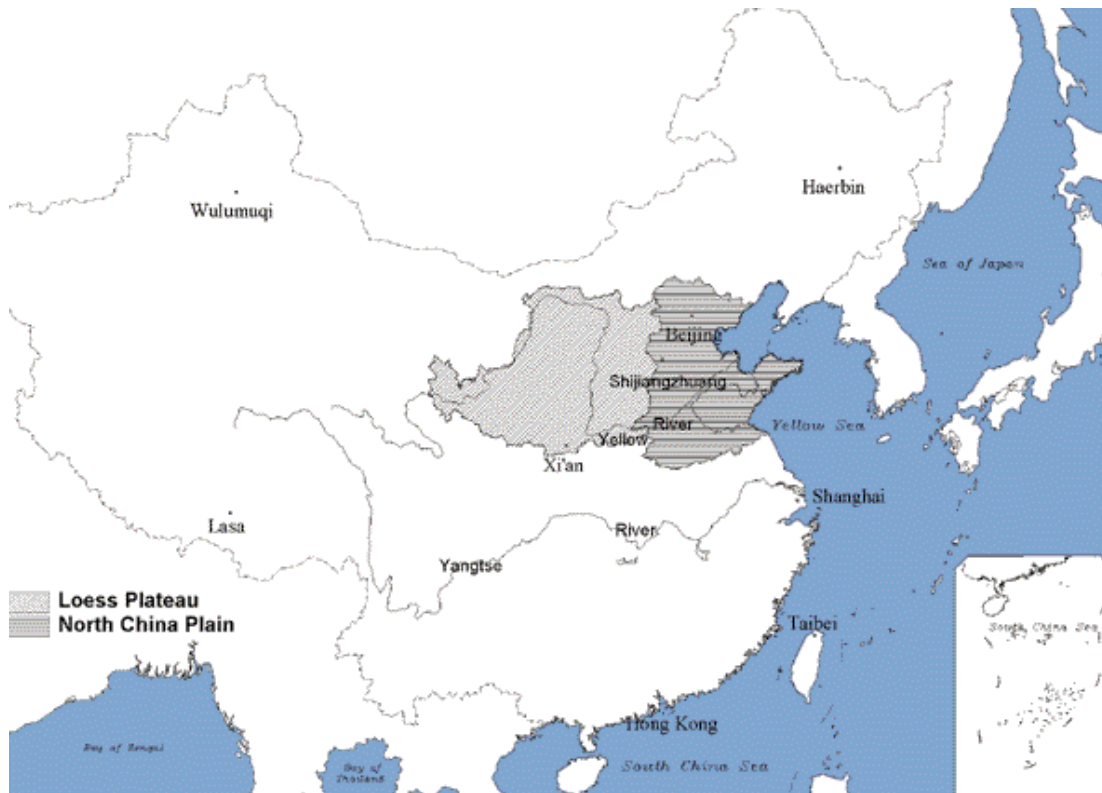 Haerbin
Wulumuqi
Sea of Japan
Beijing
Shijiangzhuang
River
Yellow Sea
Yellow
Xi'an
Shanghai
Lasa
River
Yangtse
Loess Plateau
North China Plain
Taibei
South China Sea
Hong Kong
Bay of Bengal
Bay of
Thailand
South China Sea